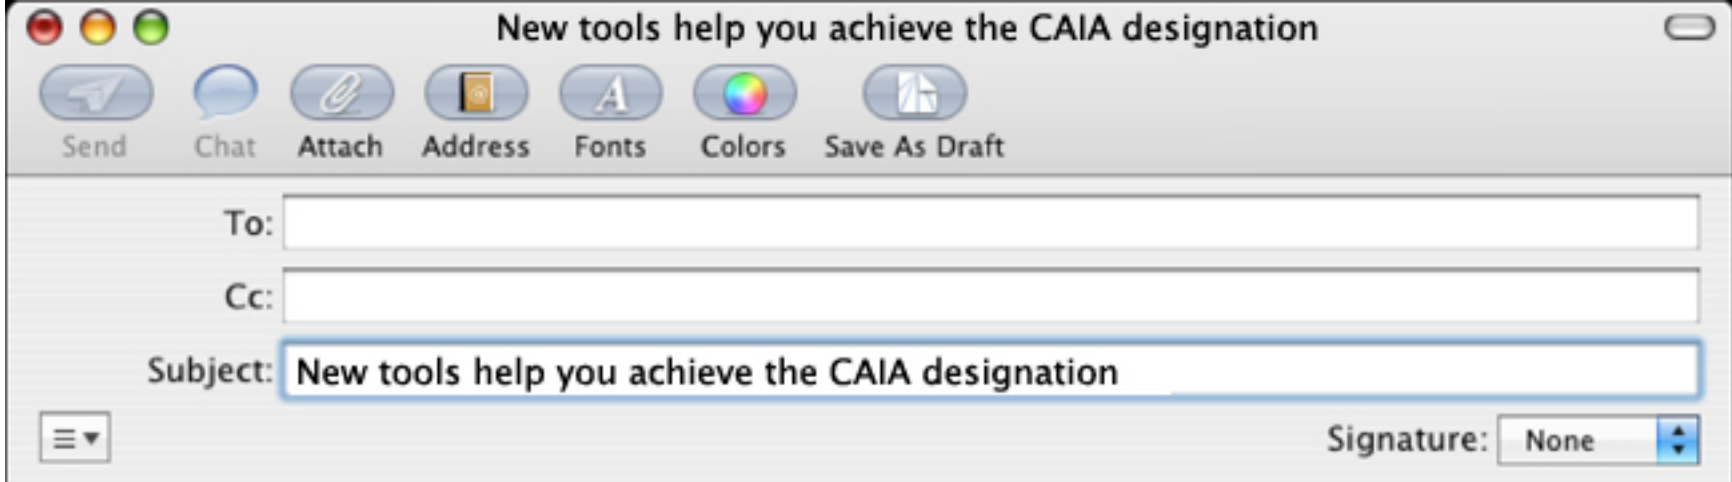 New tools help you achieve the CAIA designation
Send Chat Attach Address Fonts Colors Save As Draft
To:
Cc:
Subject: New tools help you achieve the CAIA designation
Signature: None